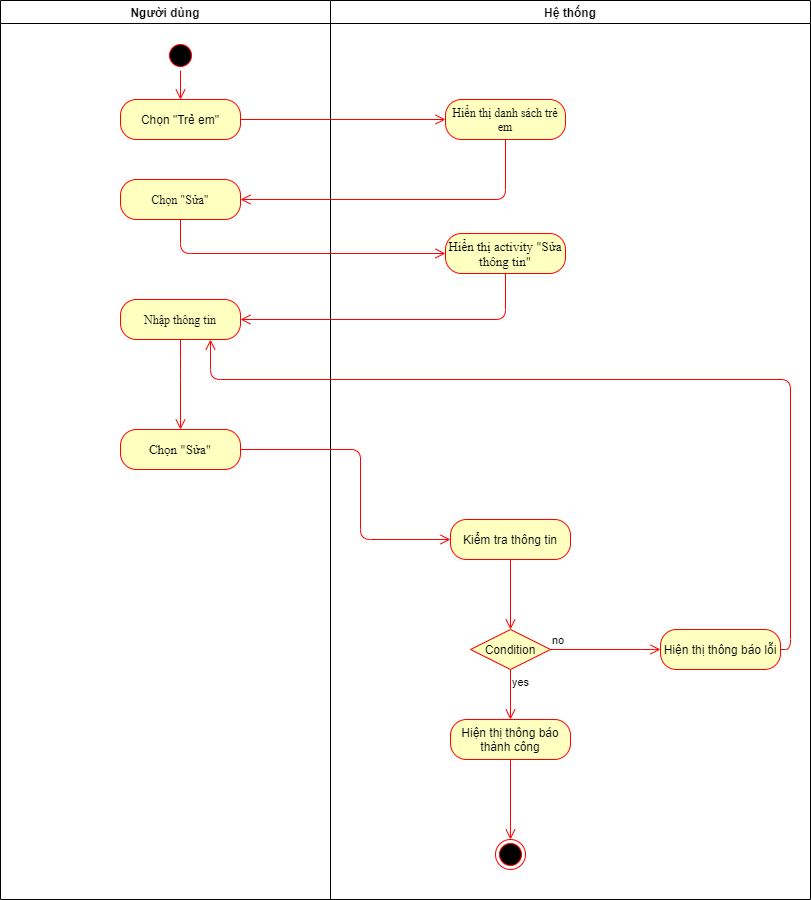 Người dùng
Hệ thống
Chọn "Trẻ em"
Hiển thị danh sách trẻ
em
Chọn "Sửa"
Hiển thị activity "Sửa
thông tin"
Nhập thông tin
Chọn "Sửa"
Kiểm tra thông tin
Condition
no
Hiện thị thông báo lỗi
yes
Hiện thị thông báo
thành công